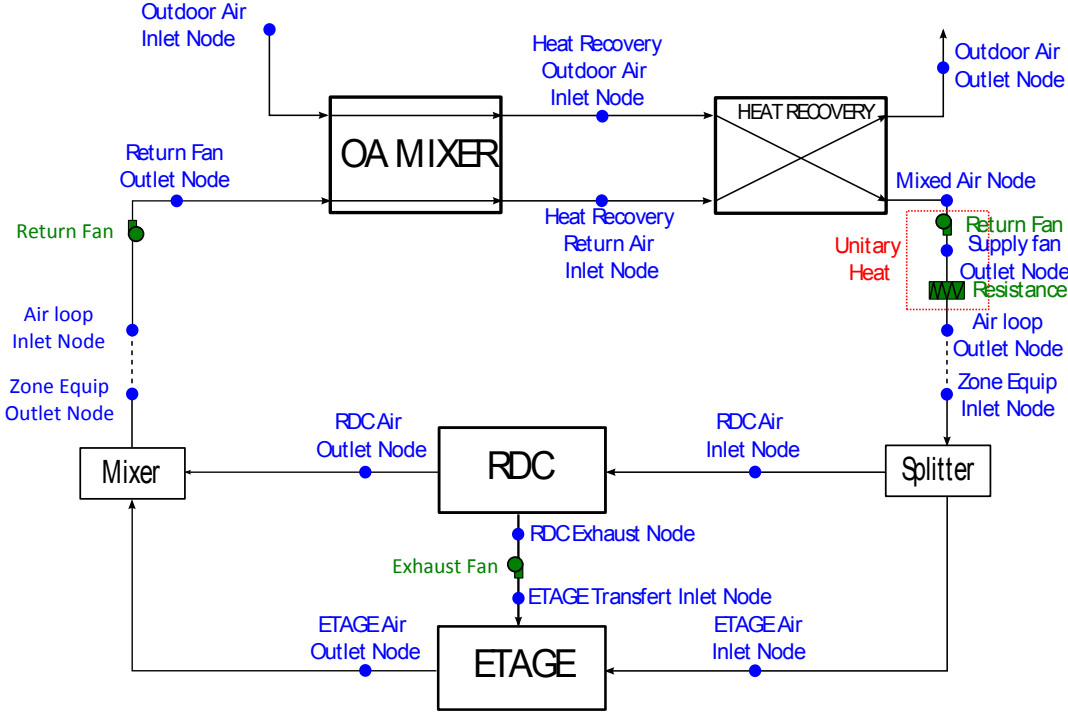 Outdoor Air
Inlet Node
Heat Recovery
Outdoor Air
Inlet Node
Outdoor Air
Outlet Node
HEAT RECOVERY
OA MIXER
Return Fan
Outlet Node
Mixed Air Node
Return Fan
Heat Recovery
Return Air
Inlet Node
Unitary
Heat
Return Fan
Supply fan
Outlet Node
Resistance
Air loop
Inlet Node
Air loop
Outlet Node
Zone Equip
Outlet Node
Zone Equip
Inlet Node
RDC Air
Outlet Node
RDC Air
Inlet Node
Mixer
RDC
Splitter
RDC Exhaust Node
Exhaust Fan
ETAGE Transfert Inlet Node
ETAGE Air
Outlet Node
ETAGE Air
Inlet Node
ETAGE